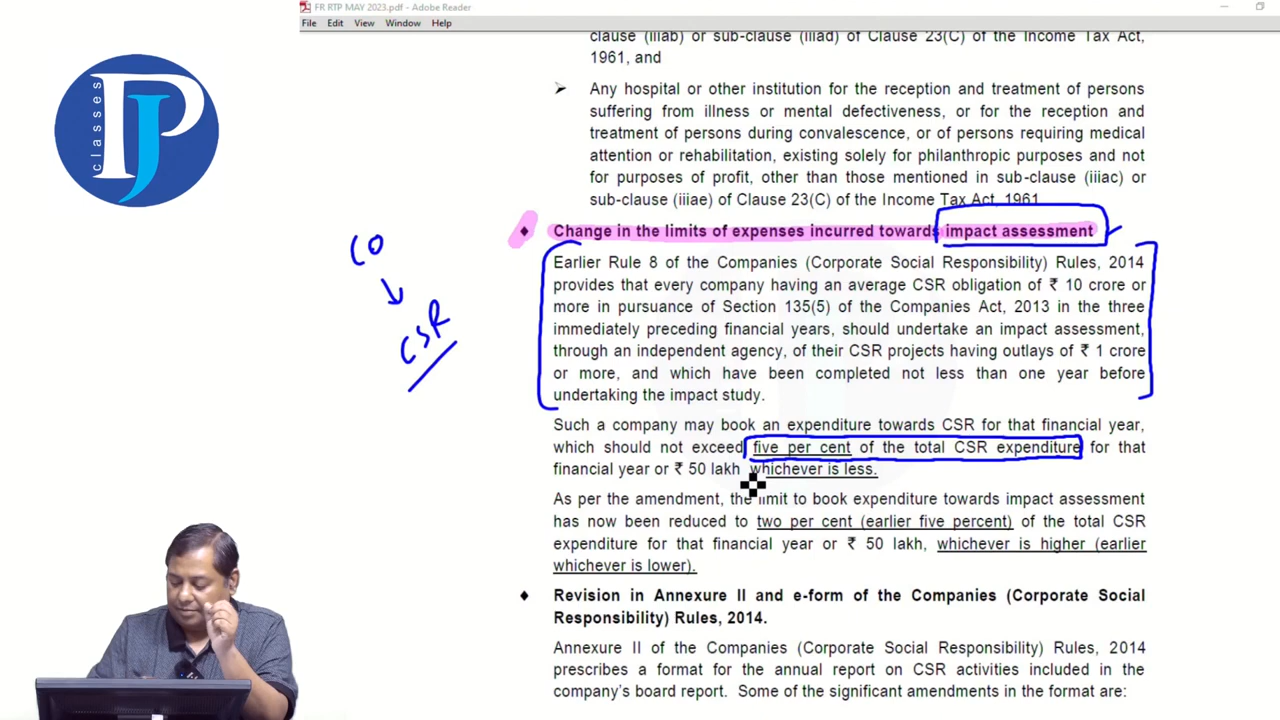 FR RTP MAY 2023.pdf - Adobe Reader
File Edit View Window Help
classes
PJ
clause (iiiab) or sub-clause (iiiad) of Clause 23(C) of the Income Tax Act,
1961, and
Any hospital or other institution for the reception and treatment of persons
suffering from illness or mental defectiveness, or for the reception and
treatment of persons during convalescence, or of persons requiring medical
attention or rehabilitation, existing solely for philanthropic purposes and not
for purposes of profit, other than those mentioned in sub-clause (iiiac) or
sub-clause (iiiae) of Clause 23(C) of the Income Tax Act, 1961
Change in the limits of expenses incurred towards impact assessment
CO
CSR
Earlier Rule 8 of the Companies (Corporate Social Responsibility) Rules, 2014
provides that every company having an average CSR obligation of ₹ 10 crore or
more in pursuance of Section 135(5) of the Companies Act, 2013 in the three
immediately preceding financial years, should undertake an impact assessment,
through an independent agency, of their CSR projects having outlays of ₹ 1 crore
or more, and which have been completed not less than one year before
undertaking the impact study.
Such a company may book an expenditure towards CSR for that financial year,
which should not exceed five per cent of the total CSR expenditure for that
financial year or ₹ 50 lakh whichever is less.
As per the amendment, the limit to book expenditure towards impact assessment
has now been reduced to two per cent (earlier five percent) of the total CSR
expenditure for that financial year or ₹ 50 lakh, whichever is higher (earlier
whichever is lower).
Revision in Annexure II and e-form of the Companies (Corporate Social
Responsibility) Rules, 2014.
Annexure II of the Companies (Corporate Social Responsibility) Rules, 2014
prescribes a format for the annual report on CSR activities included in the
company's board report. Some of the significant amendments in the format are: